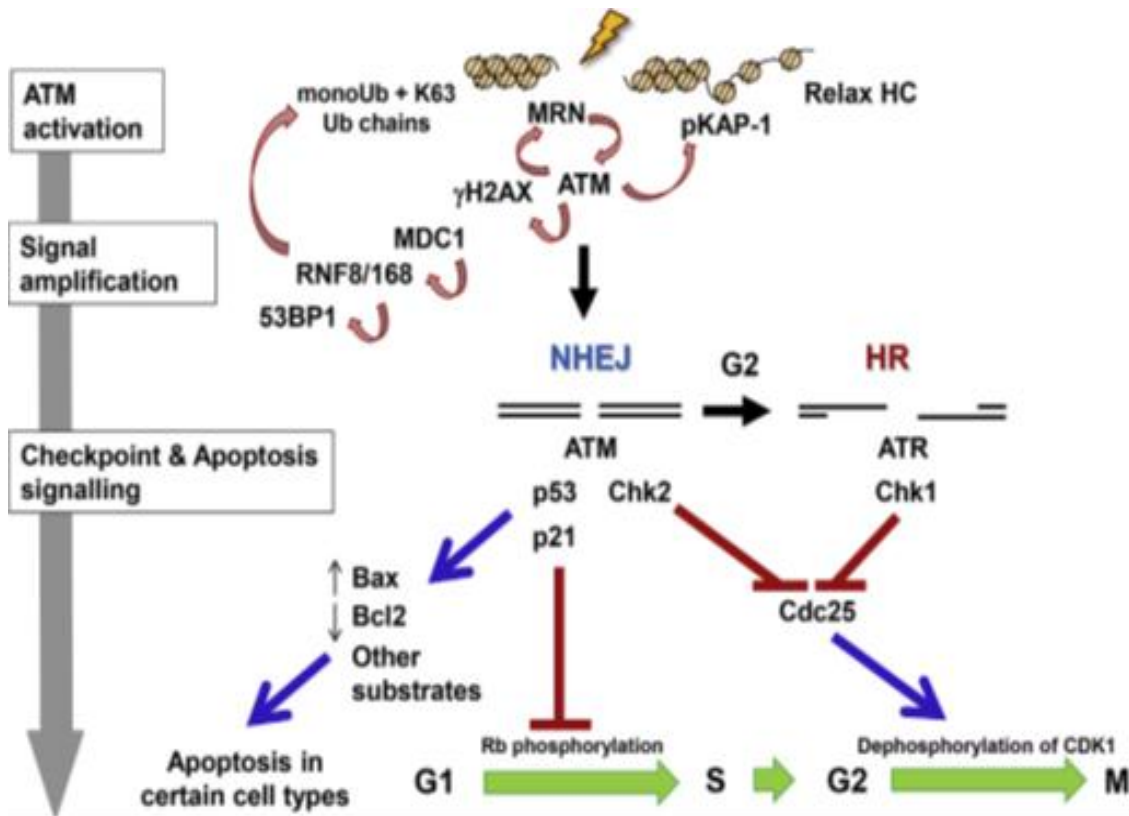 ATM
activation
monoUb + K63
Ub chains
MRN
pKAP-1
Relax HC
γH2AX
ATM
Signal
amplification
MDC1
RNF8/168
53BP1
NHEJ
G2
HR
ATM
ATR
Checkpoint & Apoptosis
signalling
p53
Chk2
Chk1
p21
Bax
Bcl2
Other
substrates
Cdc25
Apoptosis in
certain cell types
Rb phosphorylation
Dephosphorylation of CDK1
G1
S
G2
M